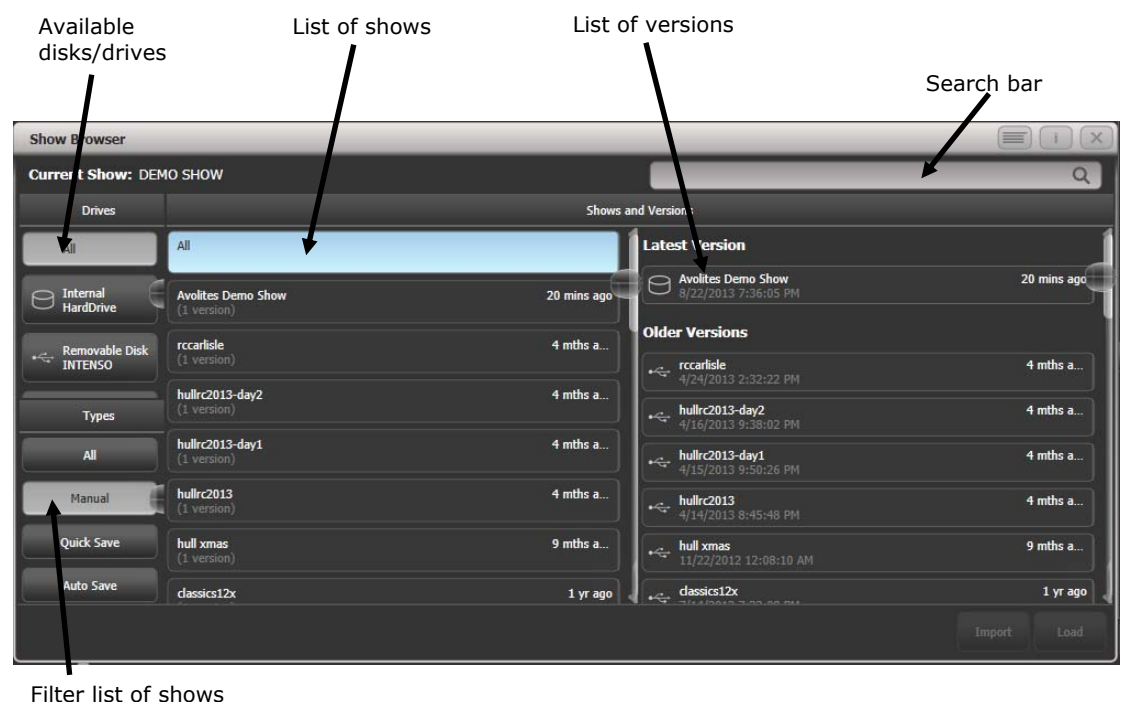 Available
disks/drives
List of shows
List of versions
Search bar
Show Browser
i
X
Current Show: DEMO SHOW
Drives
Shows and Versions
All
Internal
HardDrive
Removable Disk
INTENSO
Types
All
Manual
Quick Save
Auto Save
All
Avolites Demo Show 20 mins ago
(1 version)
rccarlisle 4 mths a...
(1 version)
hullrc2013-day2 4 mths a...
(1 version)
hullrc2013-day1 4 mths a...
(1 version)
hullrc2013 4 mths a...
(1 version)
hull xmas 9 mths a...
(1 version)
classics12x 1 yr ago
Latest Version
Avolites Demo Show 20 mins ago
8/22/2013 7:36:05 PM
Older Versions
rccarlisle 4 mths a...
4/24/2013 2:32:22 PM
hullrc2013-day2 4 mths a...
4/16/2013 9:38:02 PM
hullrc2013-day1 4 mths a...
4/15/2013 9:50:26 PM
hullrc2013 4 mths a...
4/14/2013 8:45:48 PM
hull xmas 9 mths a...
11/22/2012 12:08:10 AM
classics12x 1 yr ago
Import Load
Filter list of shows